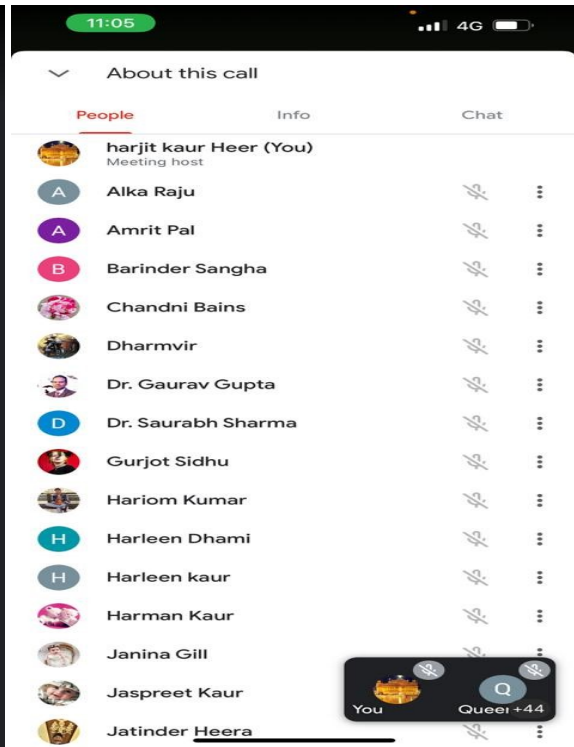 11:05
4G
About this call
People Info Chat
harjit kaur Heer (You)
Meeting host
A Alka Raju
A Amrit Pal
B Barinder Sangha
Chandni Bains
Dharmvir
Dr. Gaurav Gupta
D Dr. Saurabh Sharma
Gurjot Sidhu
Hariom Kumar
H Harleen Dhami
H Harleen kaur
Harman Kaur
Janina Gill
Jaspreet Kaur
Q
You Queer +44
Jatinder Heera